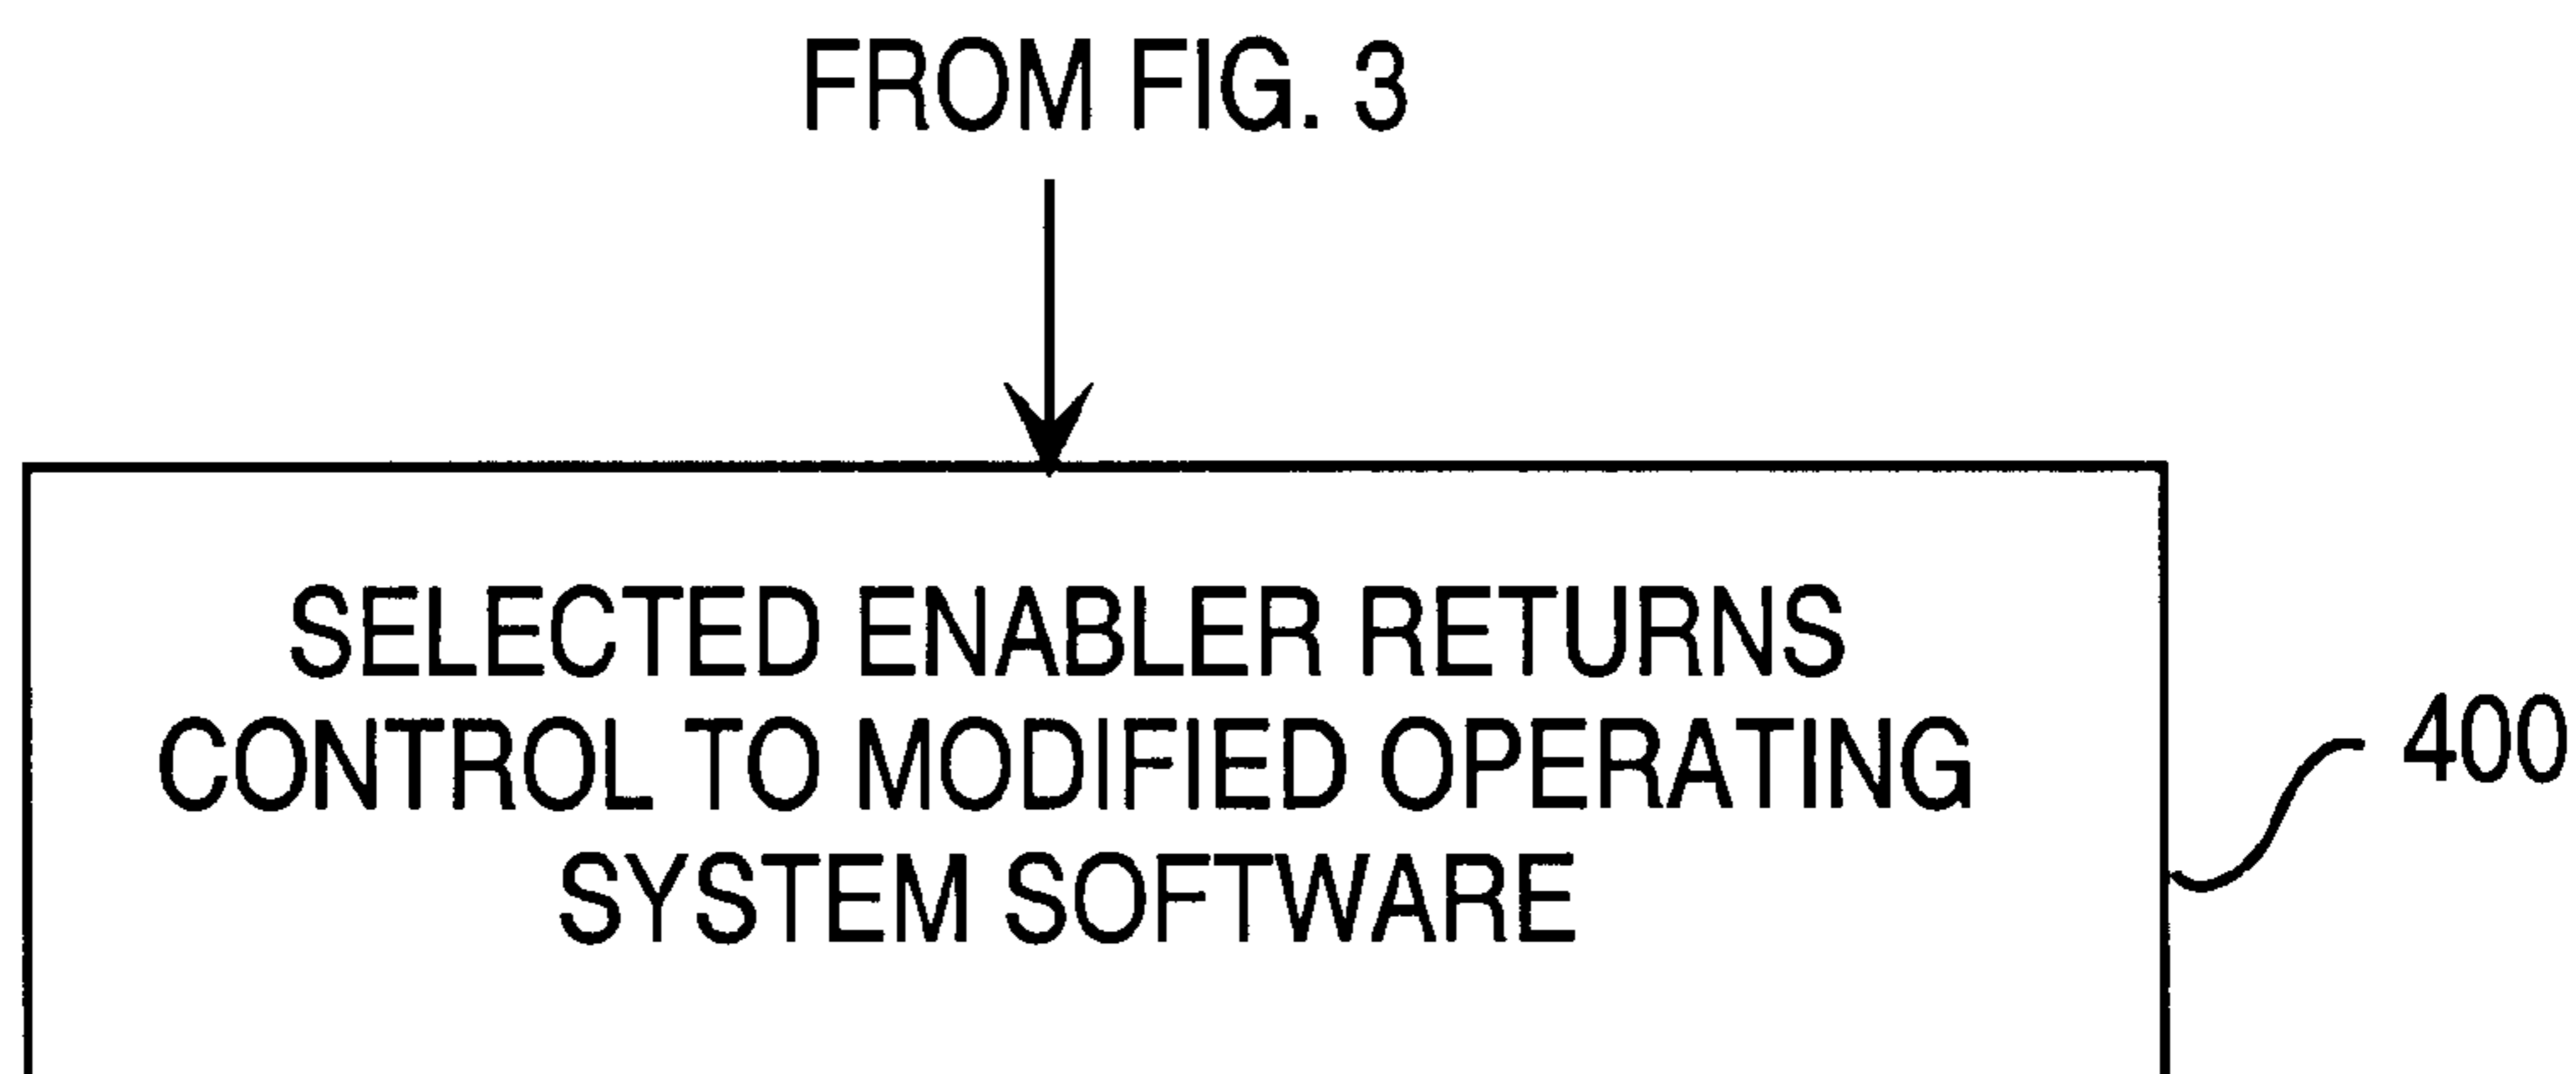 FROM FIG. 3
SELECTED ENABLER RETURNS
CONTROL TO MODIFIED OPERATING
SYSTEM SOFTWARE
400